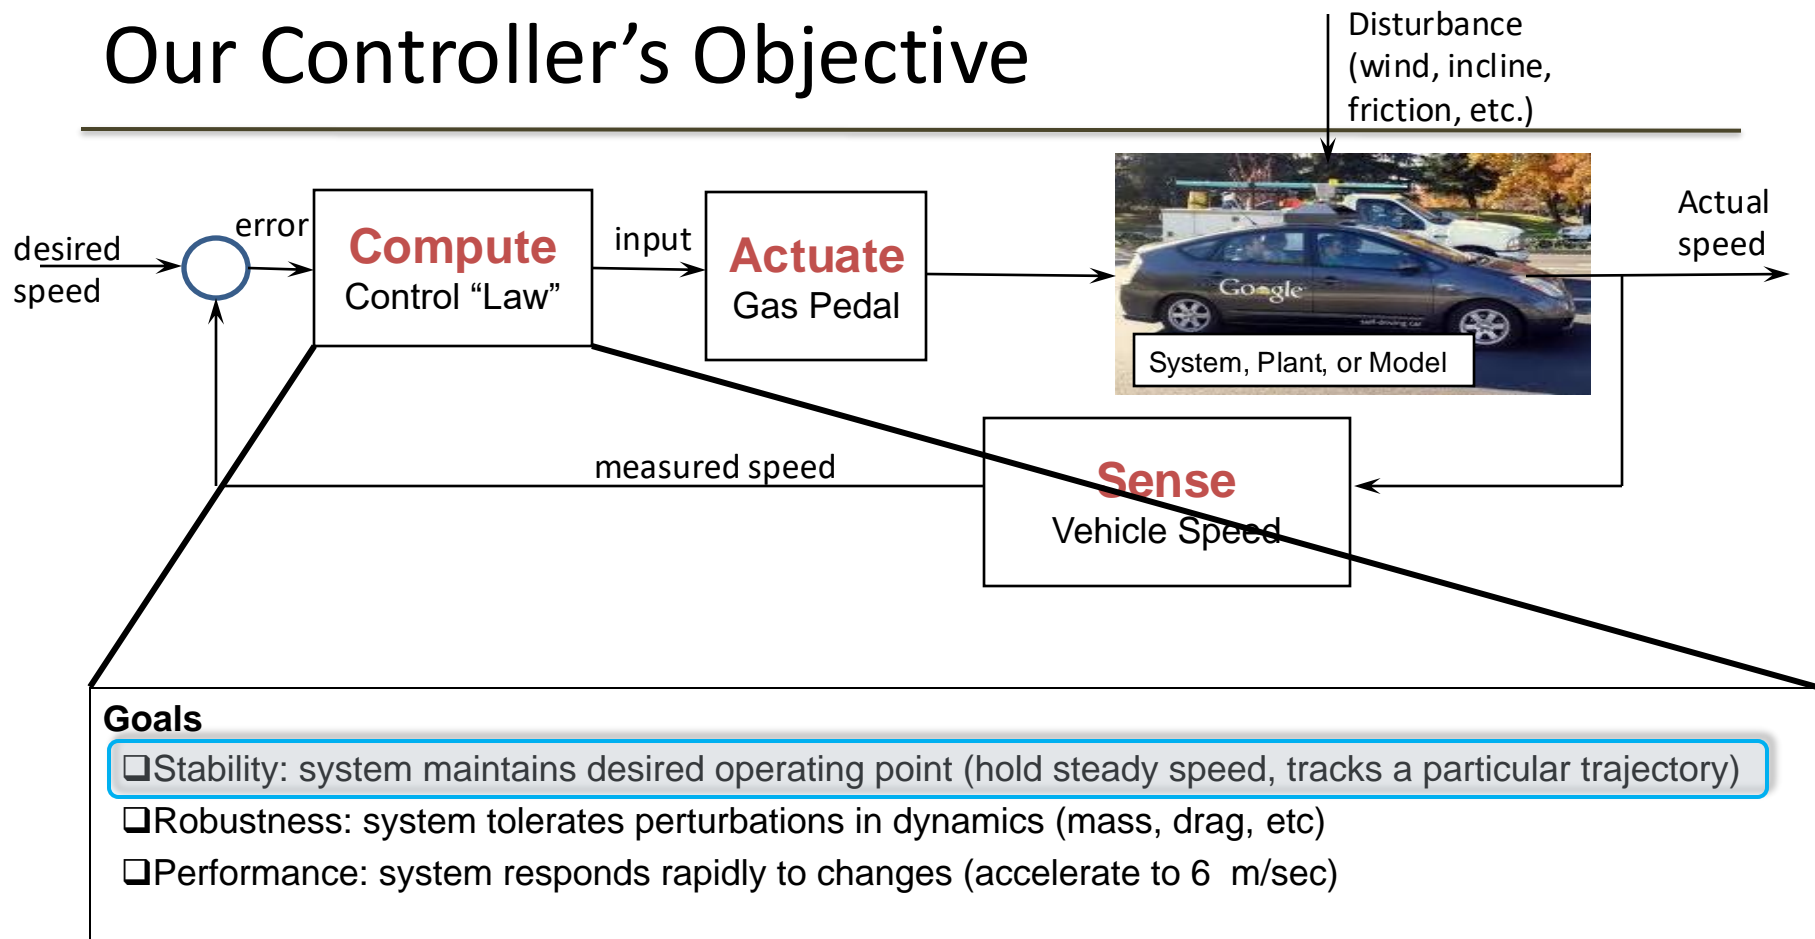 Our Controller’s Objective
Disturbance
(wind, incline,
friction, etc.)
desired
speed
error
Compute
Control “Law”
input
Actuate
Gas Pedal
Google
self-driving car
System, Plant, or Model
Actual
speed
measured speed
Sense
Vehicle Speed
Goals
❑Stability: system maintains desired operating point (hold steady speed, tracks a particular trajectory)
❑Robustness: system tolerates perturbations in dynamics (mass, drag, etc)
❑Performance: system responds rapidly to changes (accelerate to 6  m/sec)